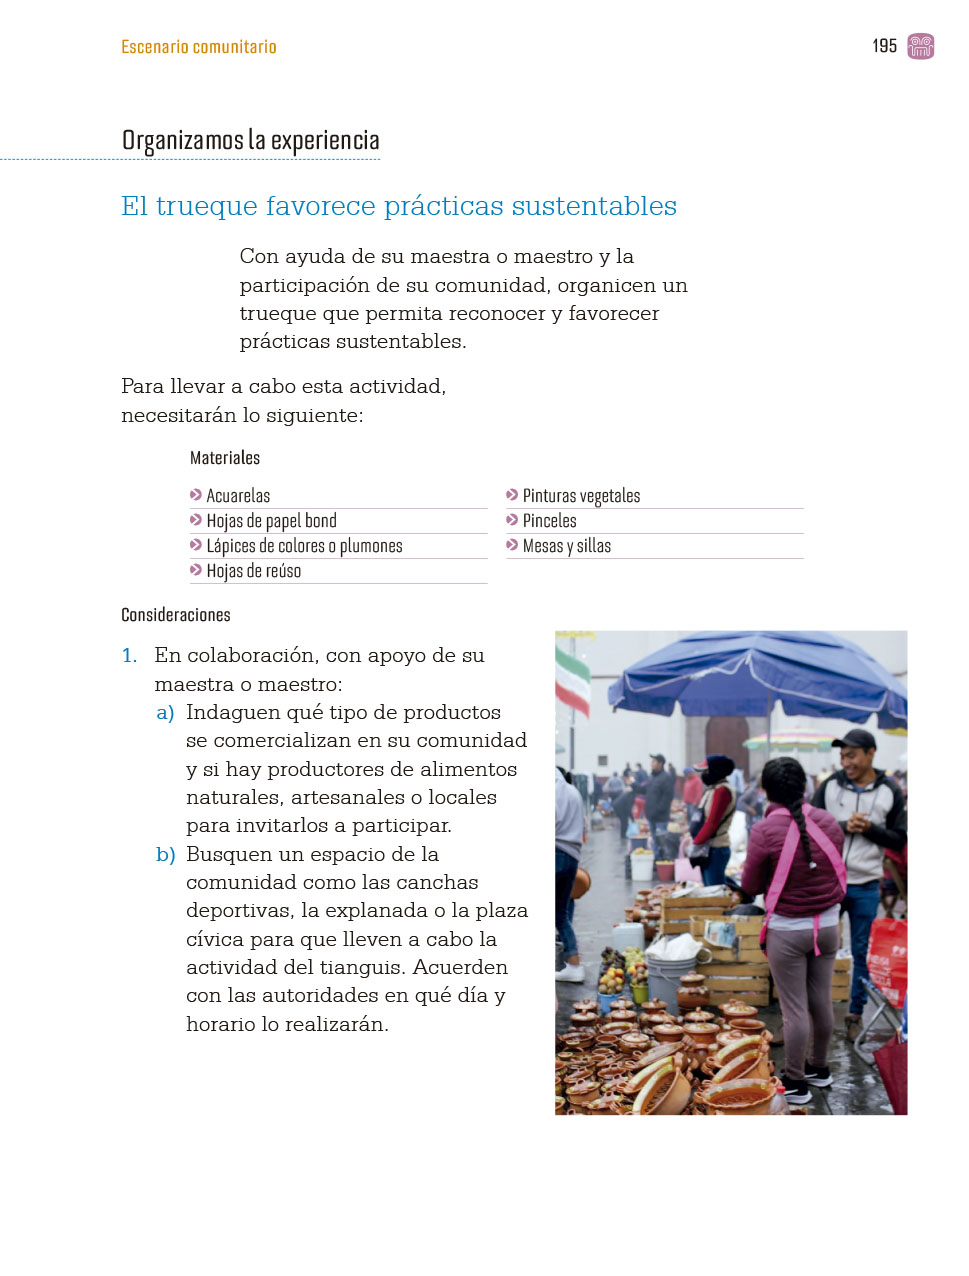 Escenario comunitario
195
Organizamos la experiencia
El trueque favorece prácticas sustentables
Con ayuda de su maestra o maestro y la
participación de su comunidad, organicen un
trueque que permita reconocer y favorecer
prácticas sustentables.
Para llevar a cabo esta actividad,
necesitarán lo siguiente:
Materiales
Acuarelas
Hojas de papel bond
Lápices de colores o plumones
Hojas de reúso
Pinturas vegetales
Pinceles
Mesas y sillas
Consideraciones
1. En colaboración, con apoyo de su
maestra o maestro:
a) Indaguen qué tipo de productos
se comercializan en su comunidad
y si hay productores de alimentos
naturales, artesanales o locales
para invitarlos a participar.
b) Busquen un espacio de la
comunidad como las canchas
deportivas, la explanada o la plaza
cívica para que lleven a cabo la
actividad del tianguis. Acuerden
con las autoridades en qué día y
horario lo realizarán.